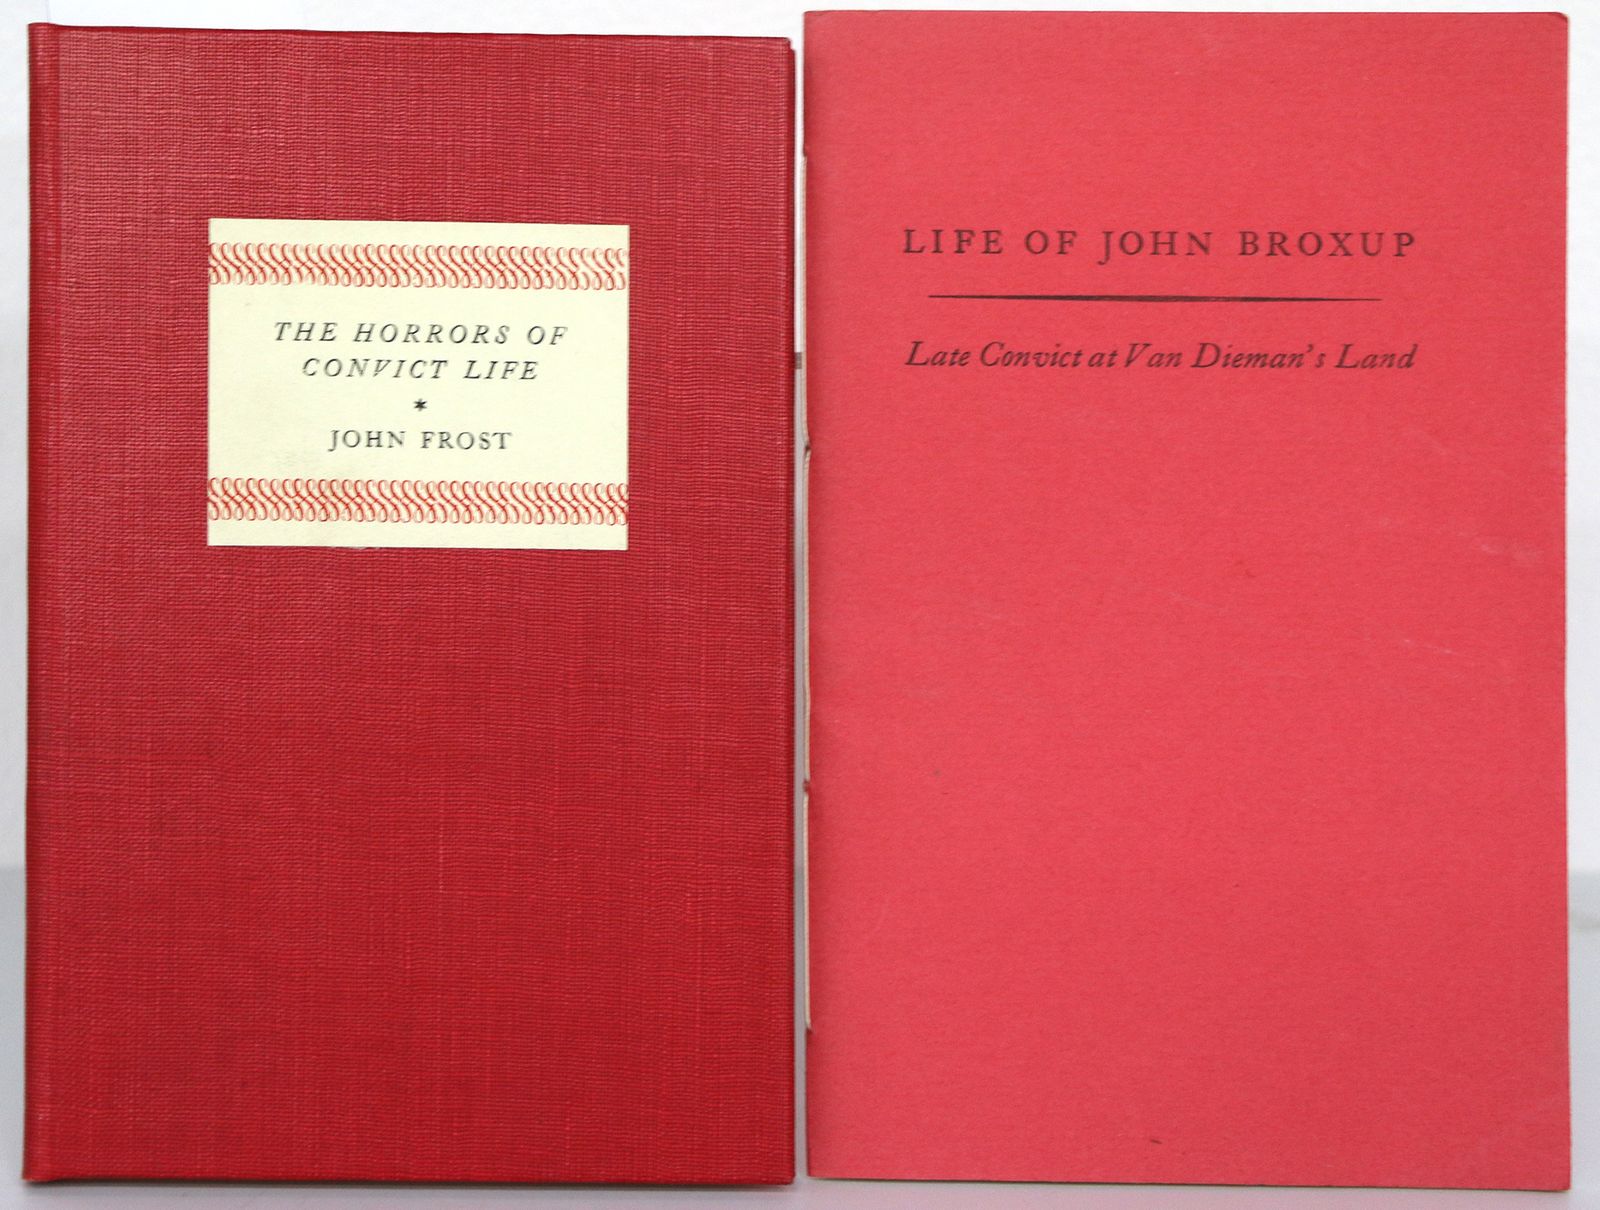 THE HORRORS OF
CONVICT LIFE
*
JOHN FROST
LIFE OF JOHN BROXUP
Late Convict at Van Dieman's Land